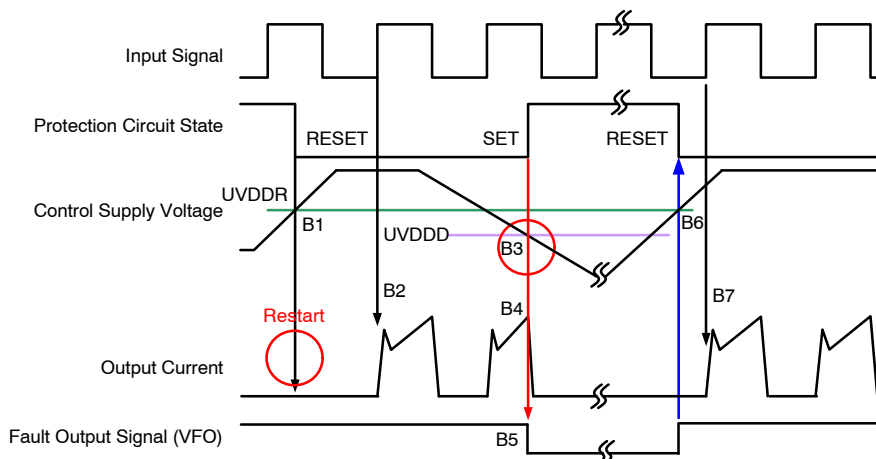 Input Signal
Protection Circuit State
RESET
SET
RESET
UVDDR
Control Supply Voltage
B1
UVDDD
B3
B6
B2
B7
Restart
B4
Output Current
Fault Output Signal (VFO)
B5